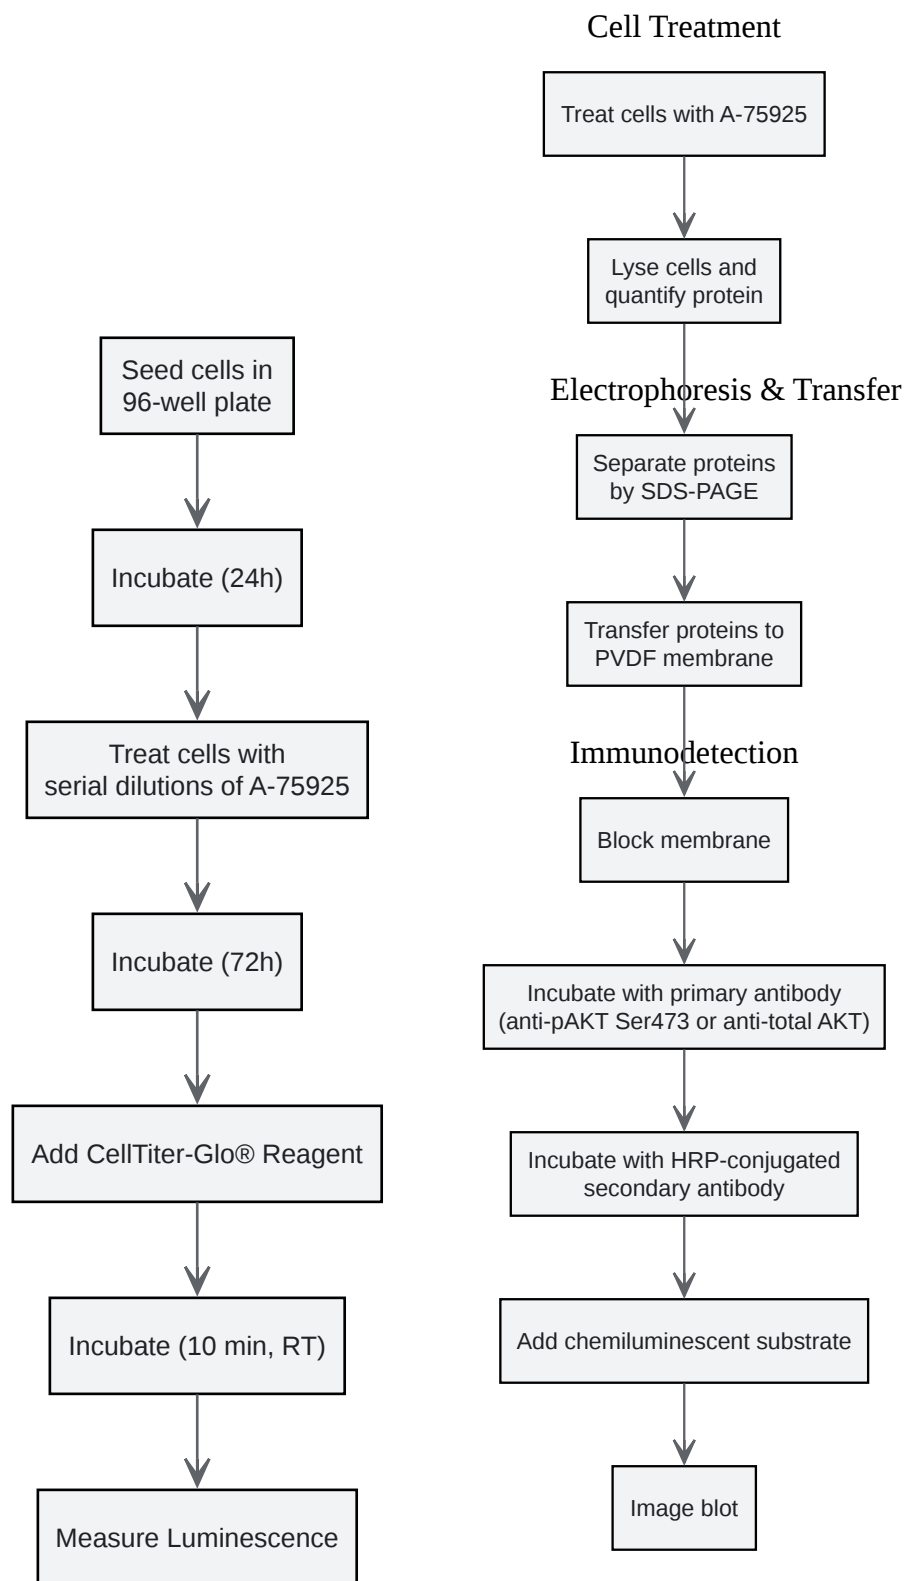 Seed cells in
96-well plate
Incubate (24h)
Treat cells with
serial dilutions of A-75925
Incubate (72h)
Add CellTiter-Glo® Reagent
Incubate (10 min, RT)
Measure Luminescence
Cell Treatment
Treat cells with A-75925
Lyse cells and
quantify protein
Electrophoresis & Transfer
Separate proteins
by SDS-PAGE
Transfer proteins to
PVDF membrane
Immunodetection
Block membrane
Incubate with primary antibody
(anti-pAKT Ser473 or anti-total AKT)
Incubate with HRP-conjugated
secondary antibody
Add chemiluminescent substrate
Image blot